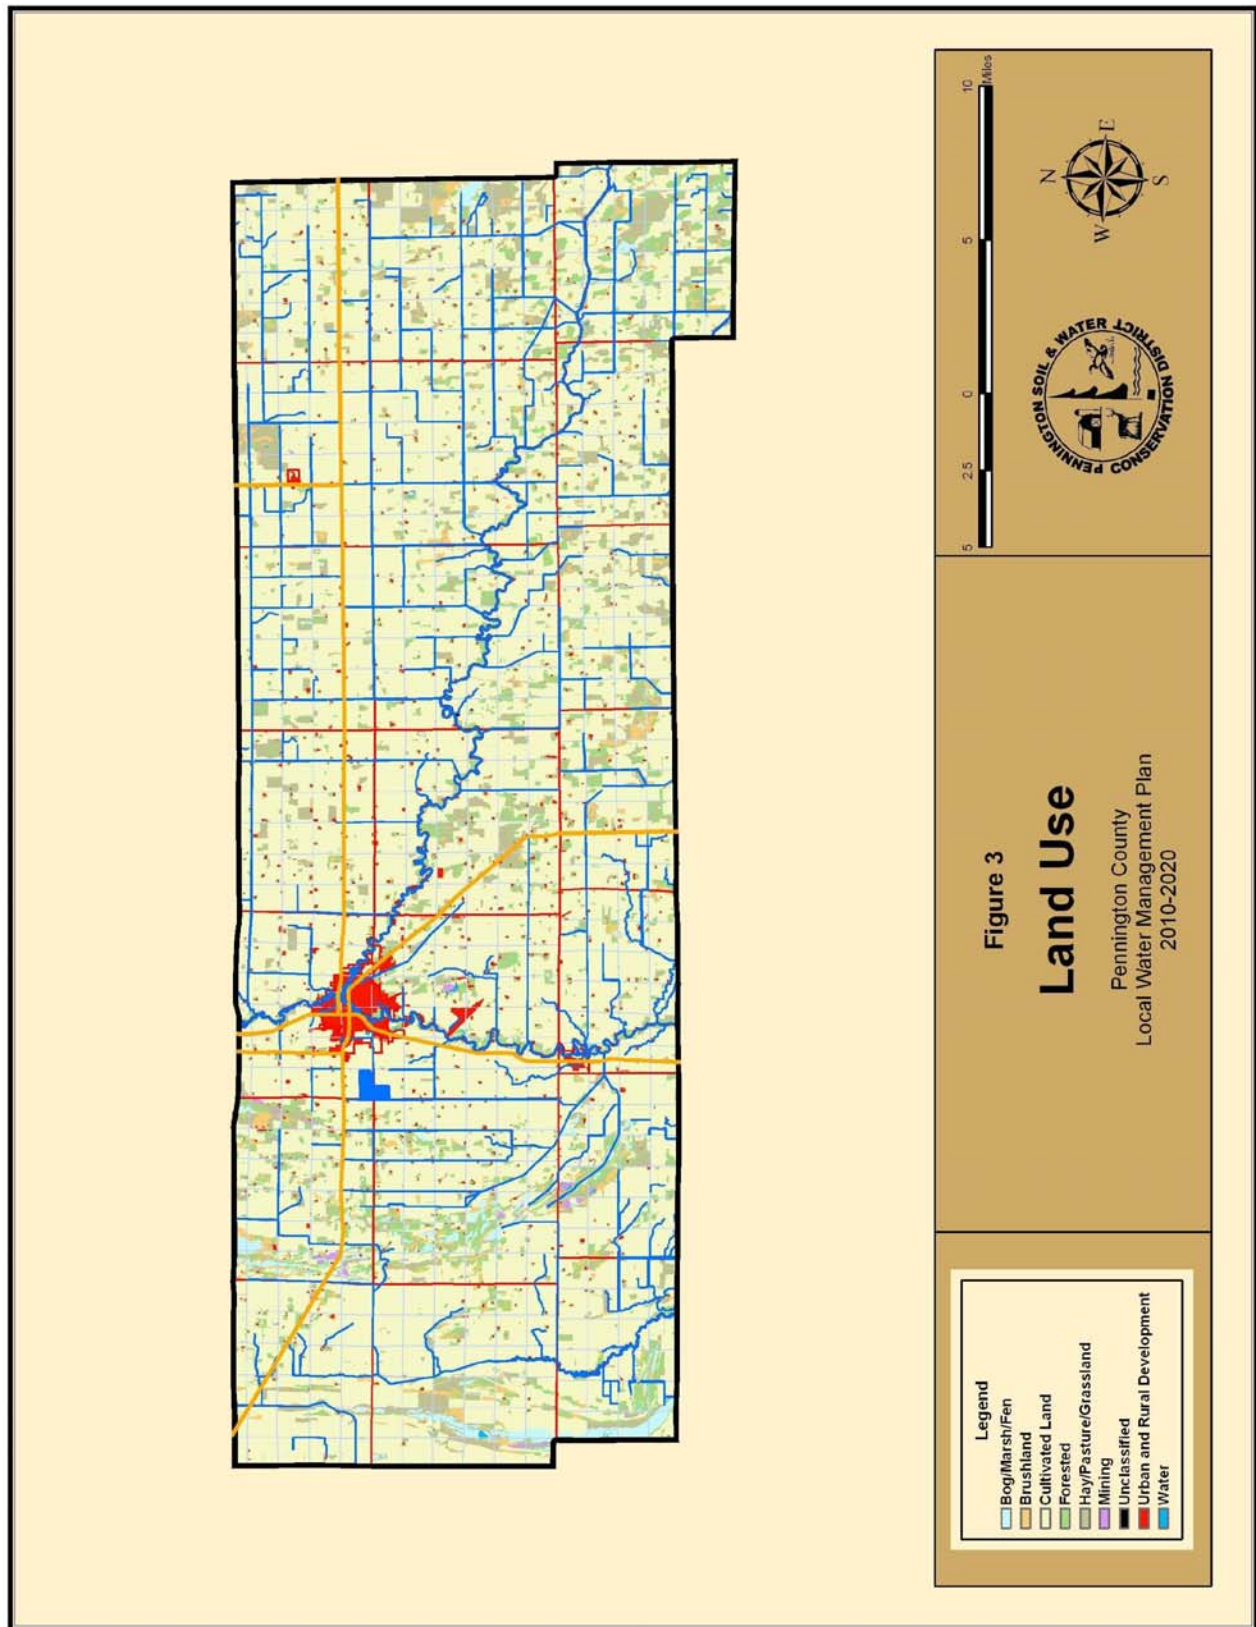 Figure 3
Land Use
Pennington County
Local Water Management Plan
2010-2020
Legend
Bog/Marsh/Fen
Brushland
Cultivated Land
Forested
Hay/Pasture/Grassland
Mining
Unclassified
Urban and Rural Development
Water
5 2.5 0 5 10
Miles
N
W E
S
PENNINGTON SOIL & WATER
CONSERVATION DISTRICT